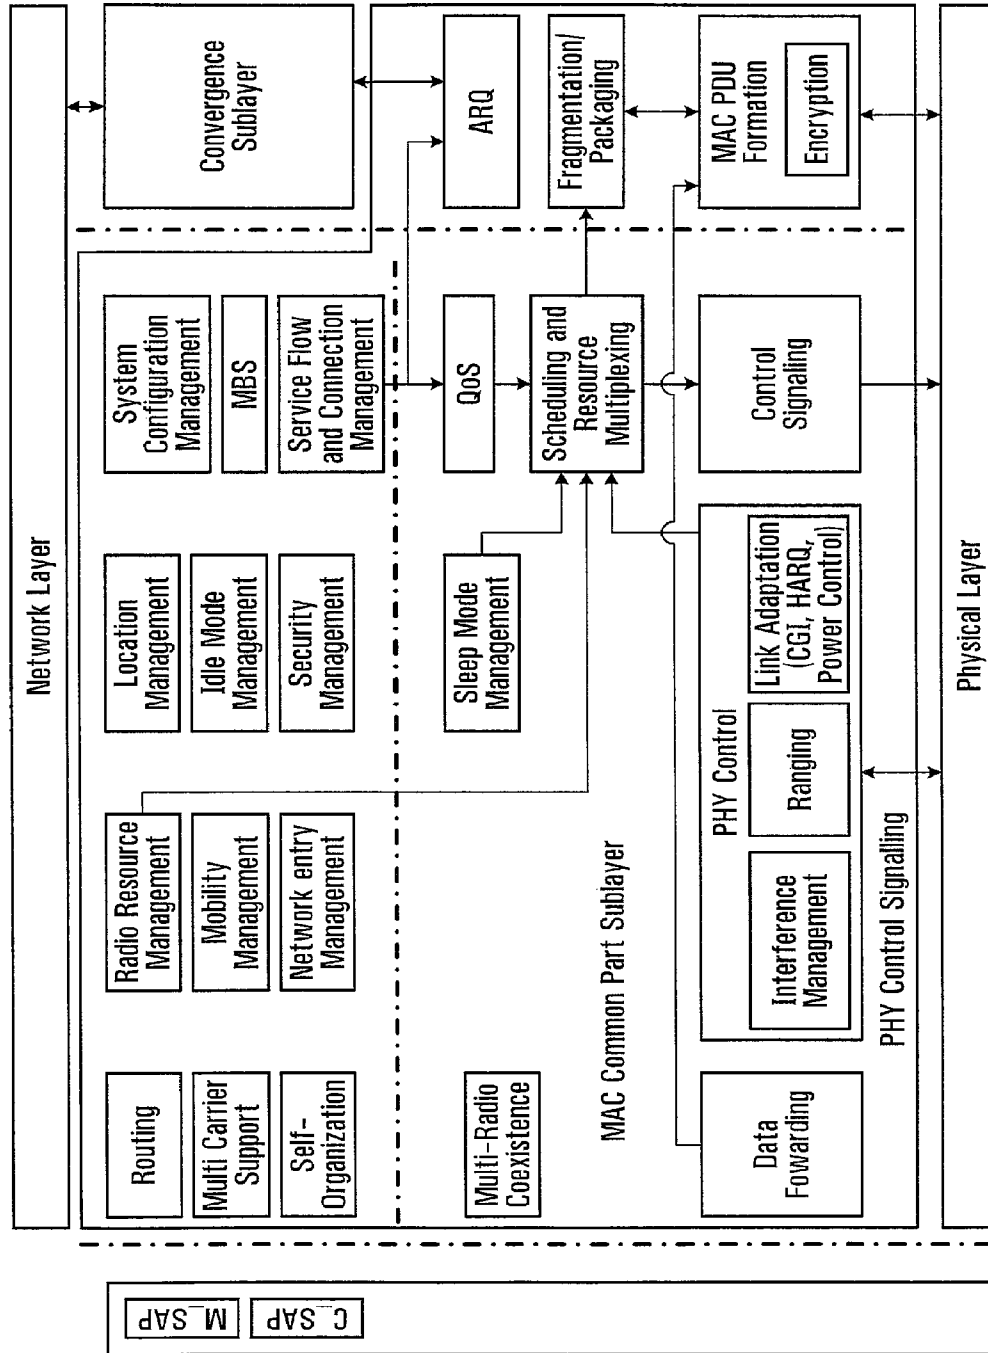 Network Layer
M_SAP
C_SAP
Routing
Multi Carrier
Support
Self-
Organization
Radio Resource
Management
Mobility
Management
Network entry
Management
Location
Management
Idle Mode
Management
Security
Management
System
Configuration
Management
MBS
Service Flow
and Connection
Management
Convergence
Sublayer
Multi-Radio
Coexistence
MAC Common Part Sublayer
Sleep Mode
Management
QoS
Scheduling and
Resource
Multiplexing
ARQ
Fragmentation/
Packaging
Data
Fowarding
PHY Control
Interference
Management
Ranging
Link Adaptation
(CGI, HARQ,
Power Control)
PHY Control Signalling
Control
Signaling
MAC PDU
Formation
Encryption
Physical Layer